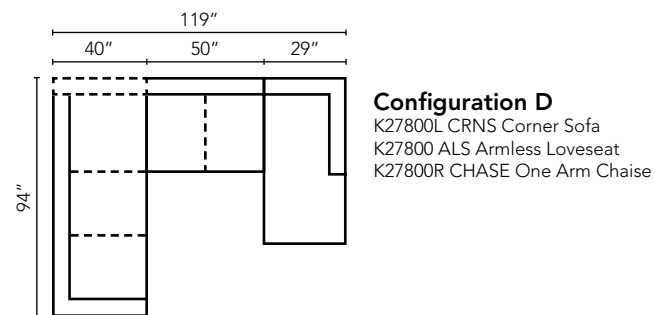 119″
40″ 50″ 29″
94″
Configuration D
K27800L CRNS Corner Sofa
K27800 ALS Armless Loveseat
K27800R CHASE One Arm Chaise